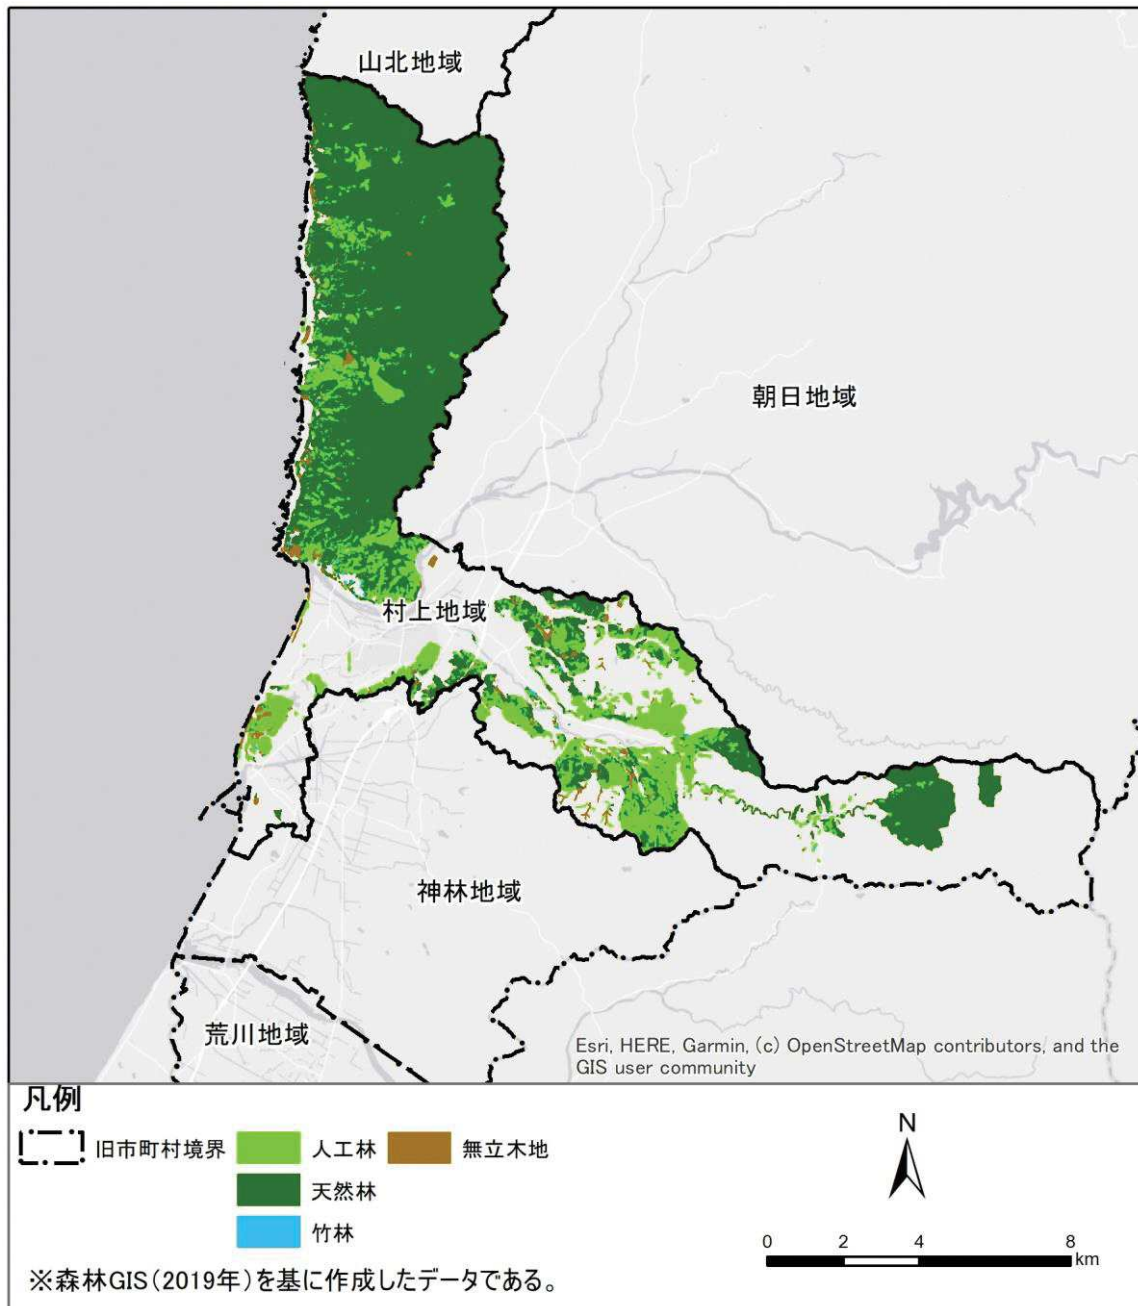 山北地域
朝日地域
村上地域
神林地域
荒川地域
Esri, HERE, Garmin, (c) OpenStreetMap contributors, and the
GIS user community
凡例
旧市町村境界
人工林
無立木地
天然林
竹林
N
0 2 4 8
km
※森林GIS(2019年)を基に作成したデータである。